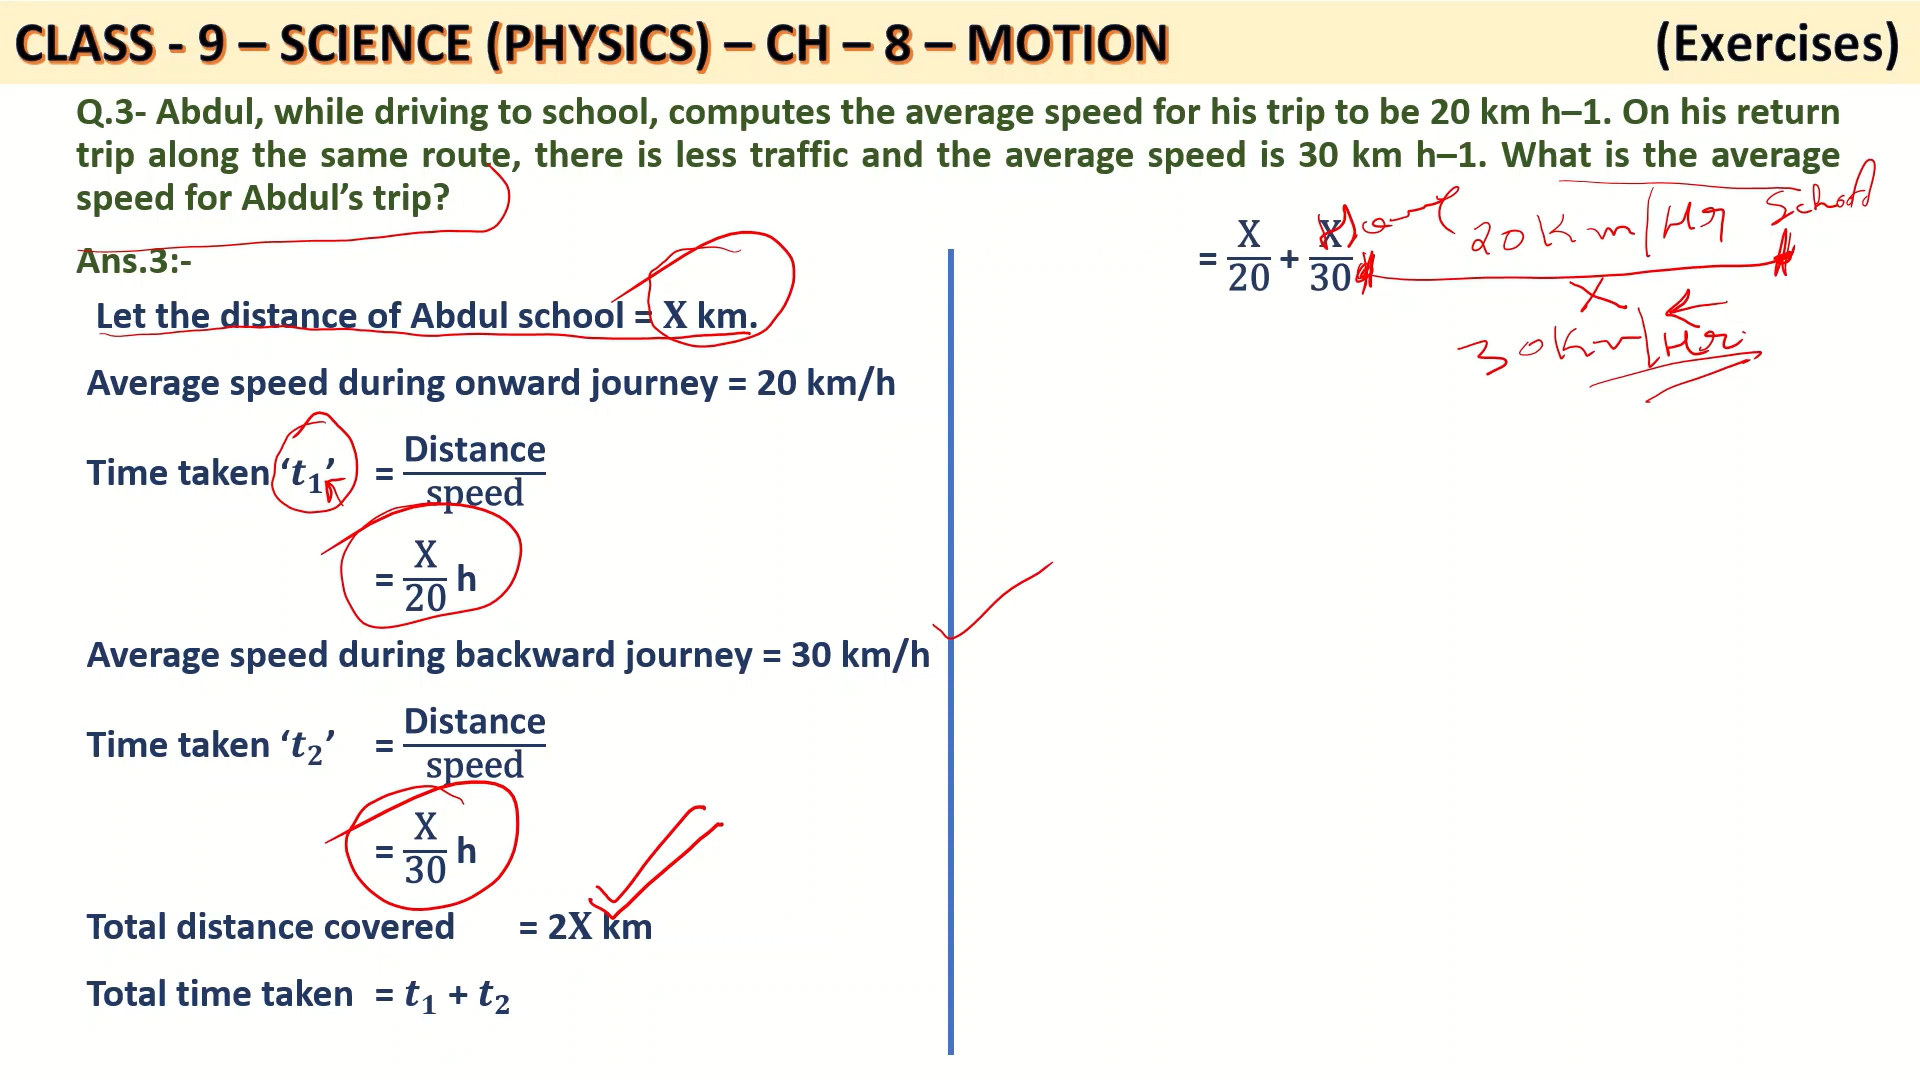 CLASS - 9 – SCIENCE (PHYSICS) – CH – 8 – MOTION (Exercises)
Q.3- Abdul, while driving to school, computes the average speed for his trip to be 20 km h–1. On his return
trip along the same route, there is less traffic and the average speed is 30 km h–1. What is the average
speed for Abdul’s trip?
Ans.3:-
Let the distance of Abdul school = X km.
Average speed during onward journey = 20 km/h
Time taken ‘t₁’ = Distance/speed
= X/20 h
Average speed during backward journey = 30 km/h
Time taken ‘t₂’ = Distance/speed
= X/30 h
Total distance covered = 2X km
Total time taken = t₁ + t₂
= X/20 + X/30
20 Km/Hr School
X
30 Km/Hr